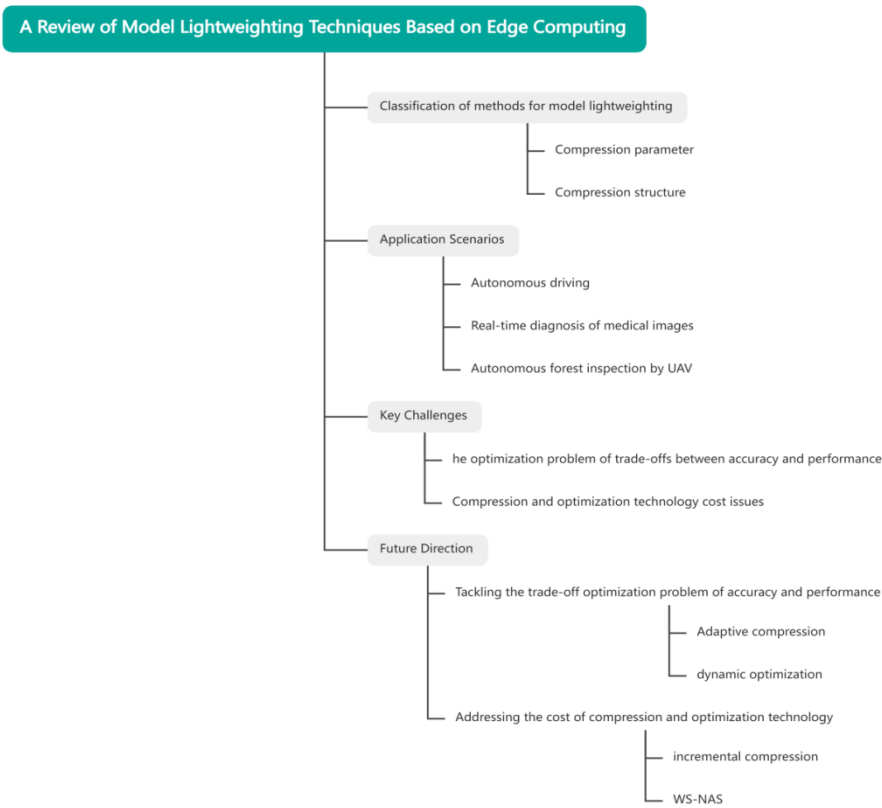 A Review of Model Lightweighting Techniques Based on Edge Computing
Classification of methods for model lightweighting
Compression parameter
Compression structure
Application Scenarios
Autonomous driving
Real-time diagnosis of medical images
Autonomous forest inspection by UAV
Key Challenges
he optimization problem of trade-offs between accuracy and performance
Compression and optimization technology cost issues
Future Direction
Tackling the trade-off optimization problem of accuracy and performance
Adaptive compression
dynamic optimization
Addressing the cost of compression and optimization technology
incremental compression
WS-NAS